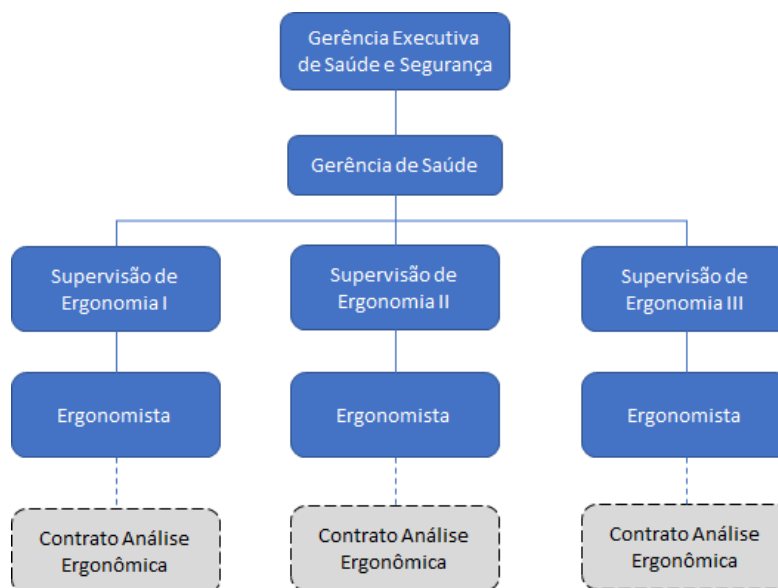 Gerência Executiva
de Saúde e Segurança
Gerência de Saúde
Supervisão de
Ergonomia I
Supervisão de
Ergonomia II
Supervisão de
Ergonomia III
Ergonomista
Ergonomista
Ergonomista
Contrato Análise
Ergonômica
Contrato Análise
Ergonômica
Contrato Análise
Ergonômica